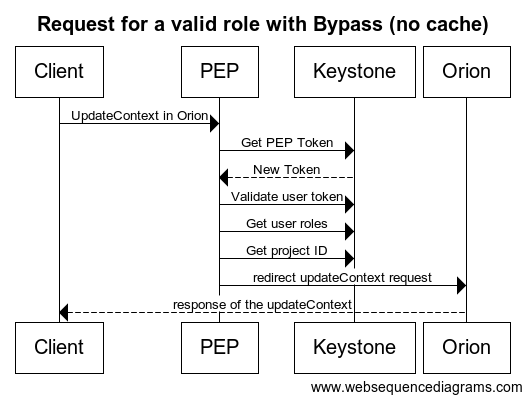 Request for a valid role with Bypass (no cache)
Client PEP Keystone Orion
UpdateContext in Orion
Get PEP Token
New Token
Validate user token
Get user roles
Get project ID
redirect updateContext request
response of the updateContext
Client PEP Keystone Orion
www.websequencediagrams.com